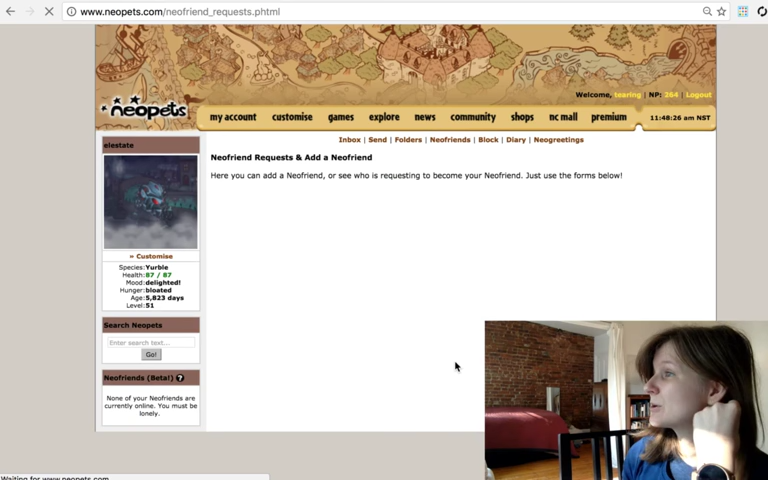 www.neopets.com/neofriend_requests.phtml
Welcome, tearing | NP: 264 | Logout
neopets
my account customise games explore news community shops nc mall premium 11:48:26 am NST
Inbox | Send | Folders | Neofriends | Block | Diary | Neogreetings
elestate
Neofriend Requests & Add a Neofriend
Here you can add a Neofriend, or see who is requesting to become your Neofriend. Just use the forms below!
» Customise
Species: Yurble
Health: 87 / 87
Mood: delighted!
Hunger: bloated
Age: 5,823 days
Level: 51
Search Neopets
Enter search text...
Go!
Neofriends (Beta!) ?
None of your Neofriends are
currently online. You must be
lonely.
Waiting for www.neopets.com